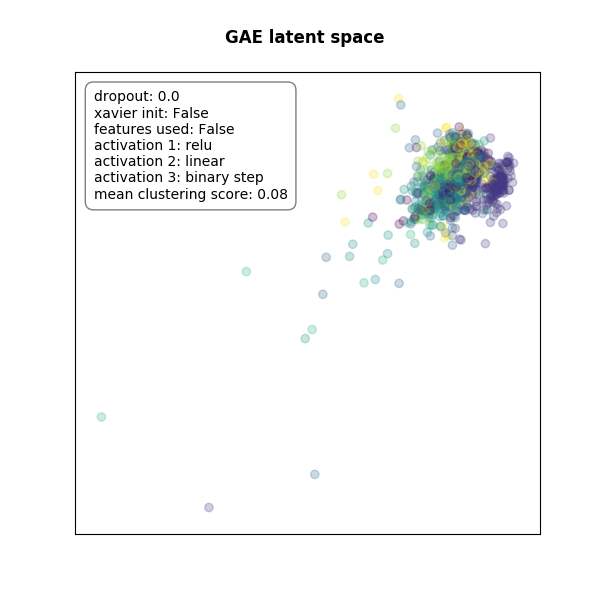 GAE latent space
dropout: 0.0
xavier init: False
features used: False
activation 1: relu
activation 2: linear
activation 3: binary step
mean clustering score: 0.08